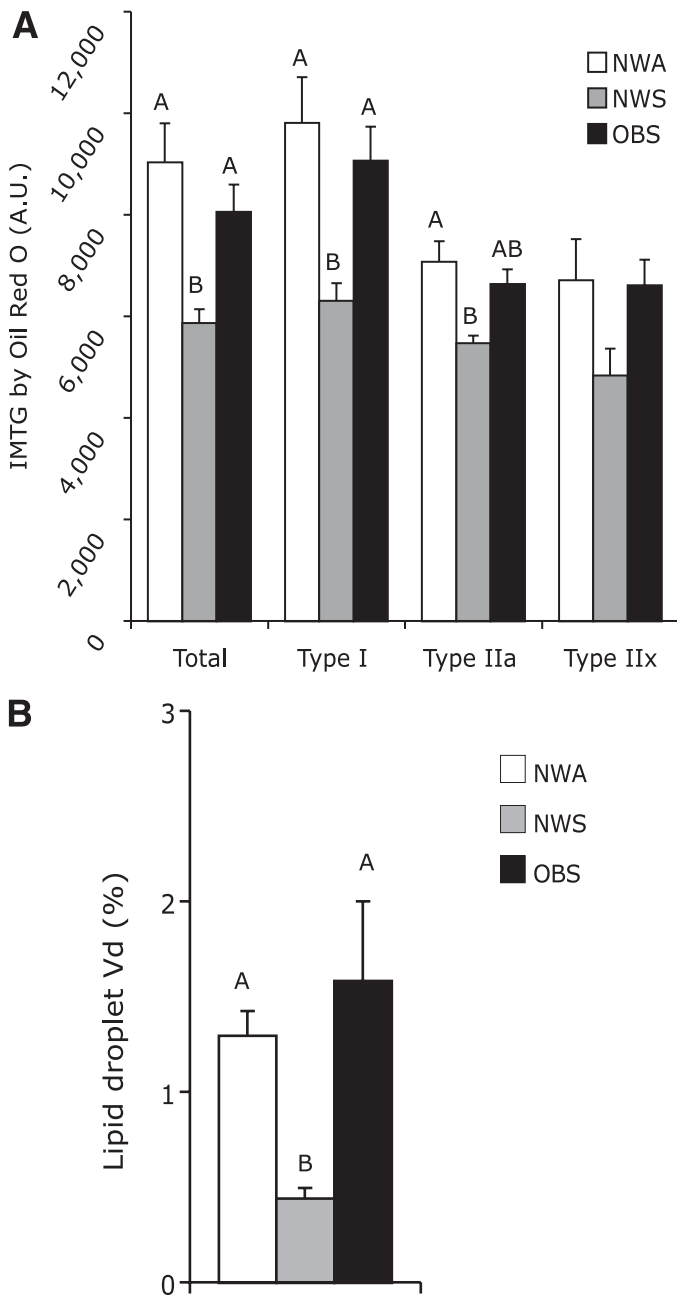 A
12,000
10,000
8,000
6,000
4,000
2,000
0
IMTG by Oil Red O (A.U.)
NWA
NWS
OBS
A
B
A
A
B
A
A
B
AB
Total
Type I
Type IIa
Type IIx
B
3
2
1
0
Lipid droplet Vd (%)
NWA
NWS
OBS
A
B
A